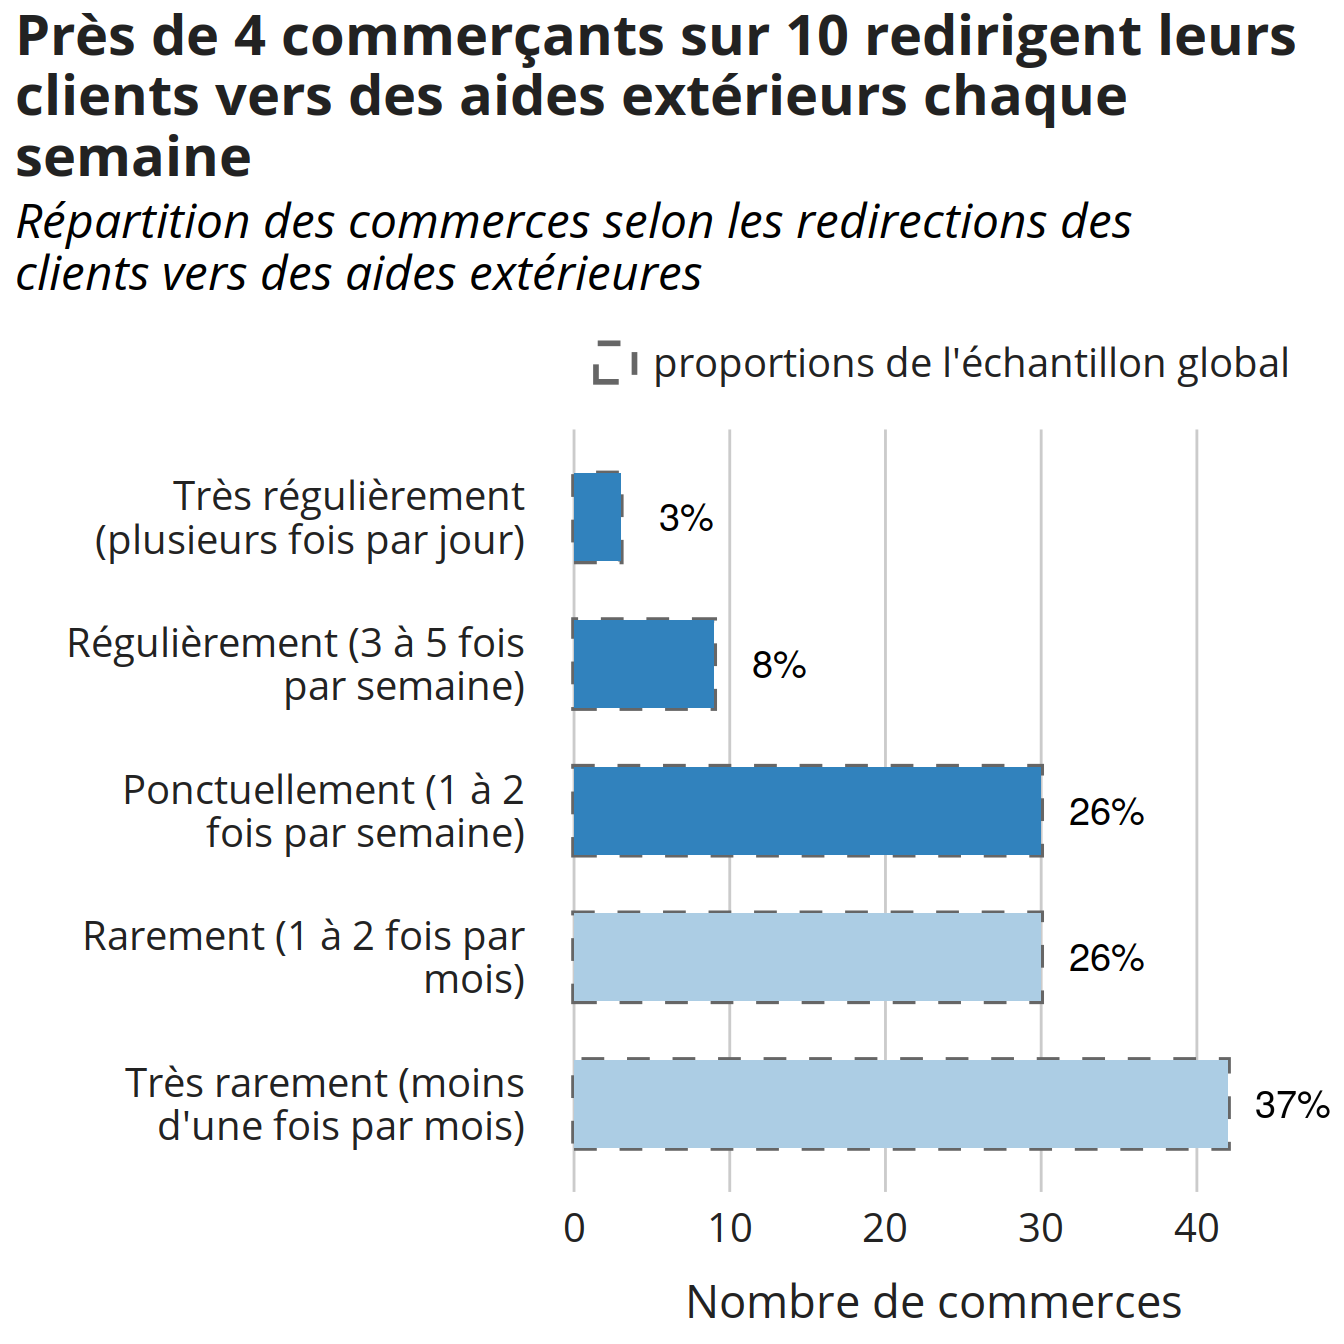 Près de 4 commerçants sur 10 redirigent leurs
clients vers des aides extérieurs chaque
semaine
Répartition des commerces selon les redirections des
clients vers des aides extérieures
proportions de l'échantillon global
Très régulièrement
(plusieurs fois par jour)
3%
Régulièrement (3 à 5 fois
par semaine)
8%
Ponctuellement (1 à 2
fois par semaine)
26%
Rarement (1 à 2 fois par
mois)
26%
Très rarement (moins
d'une fois par mois)
37%
0 10 20 30 40
Nombre de commerces